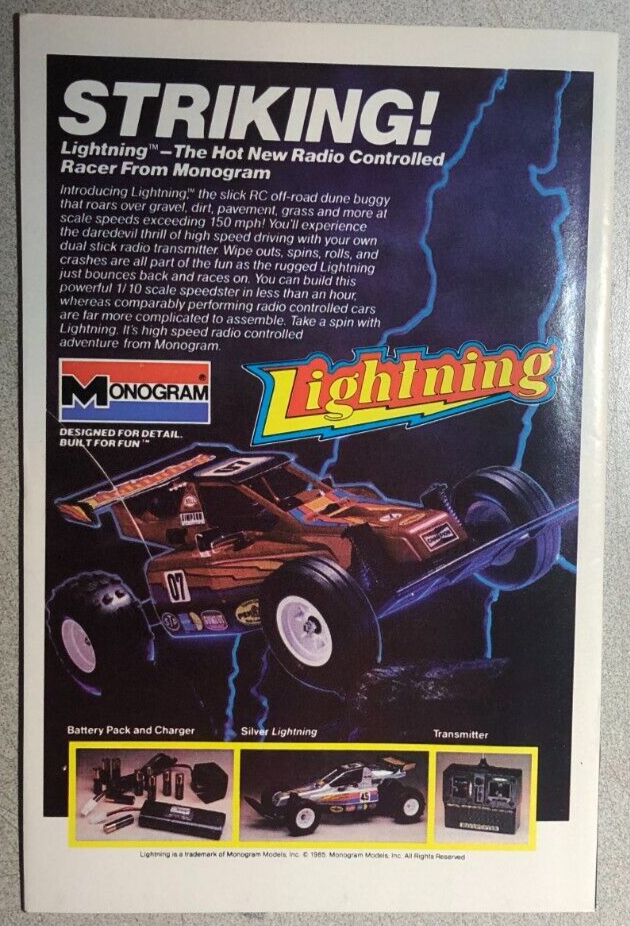 STRIKING!
Lightning™—The Hot New Radio Controlled
Racer From Monogram
Introducing Lightning,™ the slick RC off-road dune buggy
that roars over gravel, dirt, pavement, grass and more at
scale speeds exceeding 150 mph! You'll experience
the daredevil thrill of high speed driving with your own
dual stick radio transmitter. Wipe outs, spins, rolls, and
crashes are all part of the fun as the rugged Lightning
just bounces back and races on. You can build this
powerful 1/10 scale speedster in less than an hour,
whereas comparably performing radio controlled cars
are far more complicated to assemble. Take a spin with
Lightning. It's high speed radio controlled
adventure from Monogram.
MONOGRAM®
DESIGNED FOR DETAIL.
BUILT FOR FUN™
Lightning
07
BELL
SIMPSON
CHAMPION
07
STP
Battery Pack and Charger
Silver Lightning
Transmitter
45
MONOGRAM
Lightning is a trademark of Monogram Models, Inc. © 1985. Monogram Models, Inc. All Rights Reserved